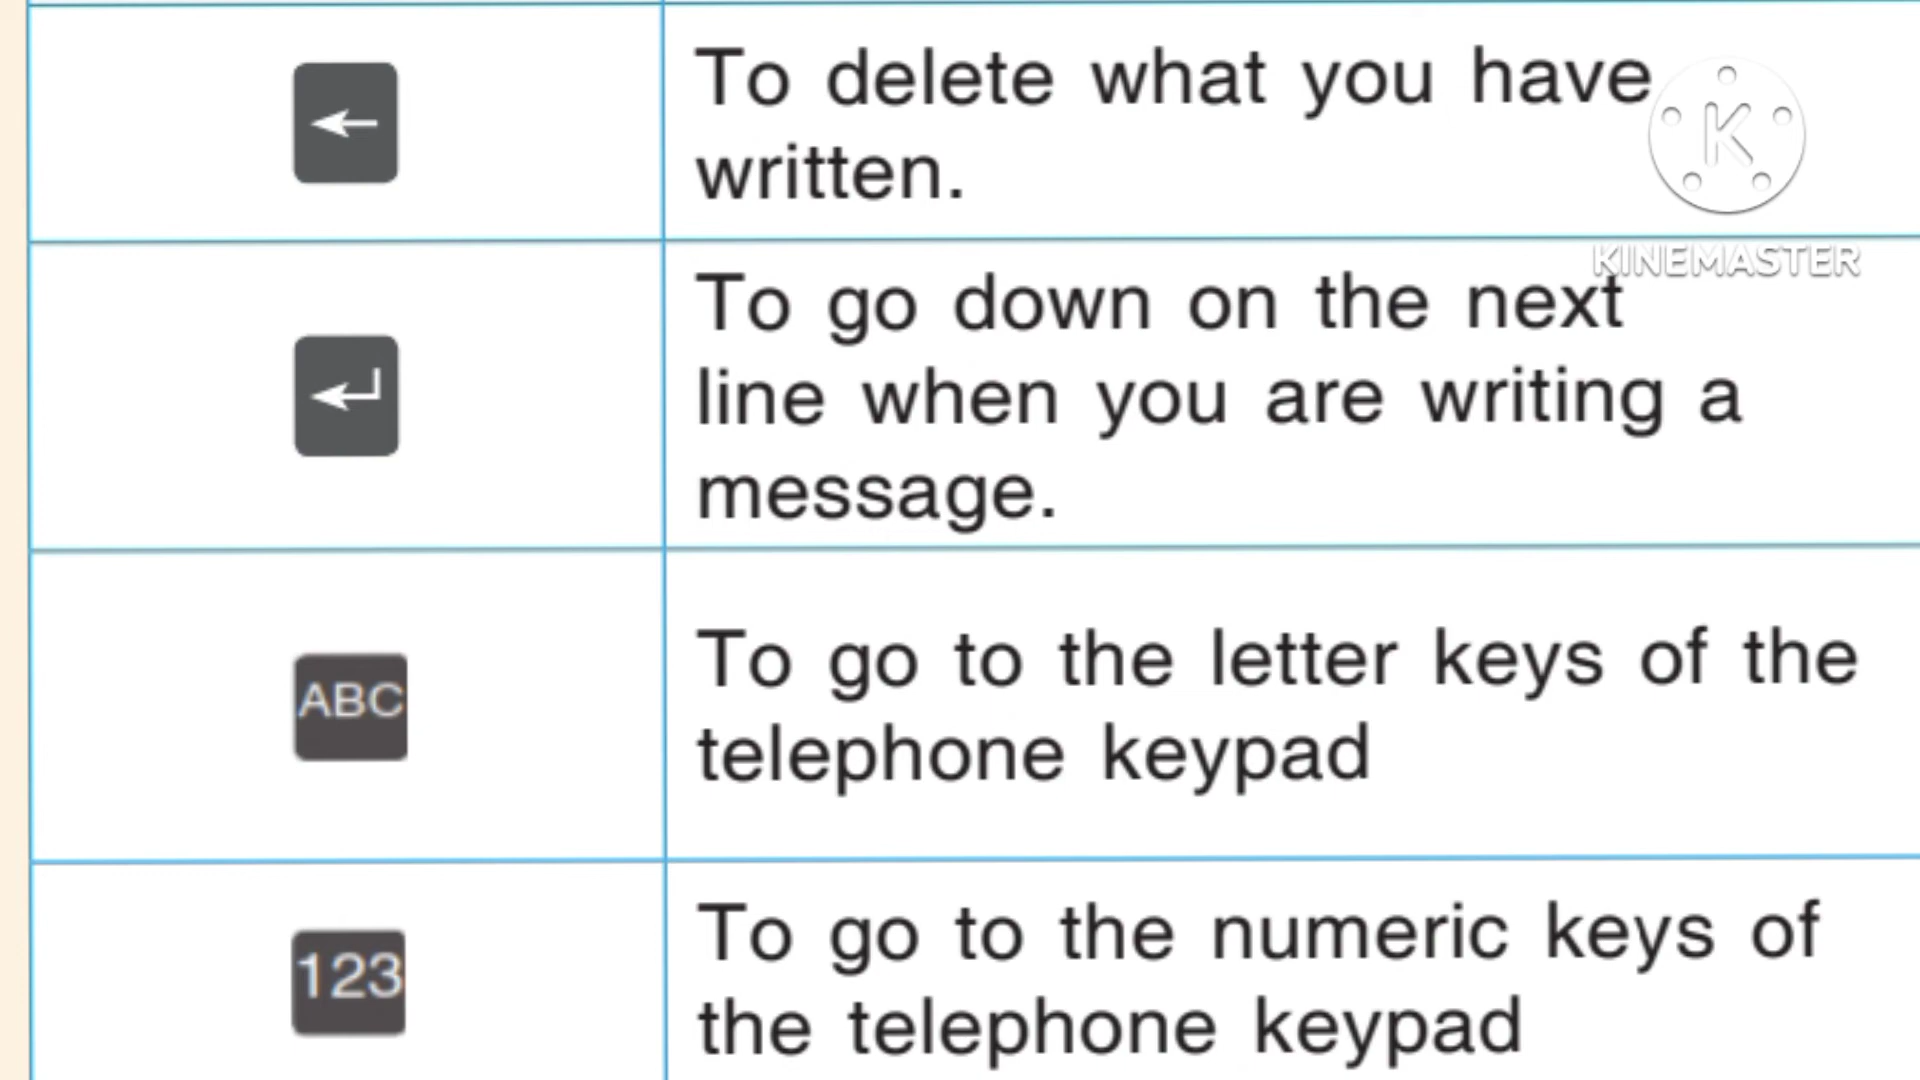 To delete what you have
written.
K
KINEMASTER
To go down on the next
line when you are writing a
message.
ABC
To go to the letter keys of the
telephone keypad
123
To go to the numeric keys of
the telephone keypad